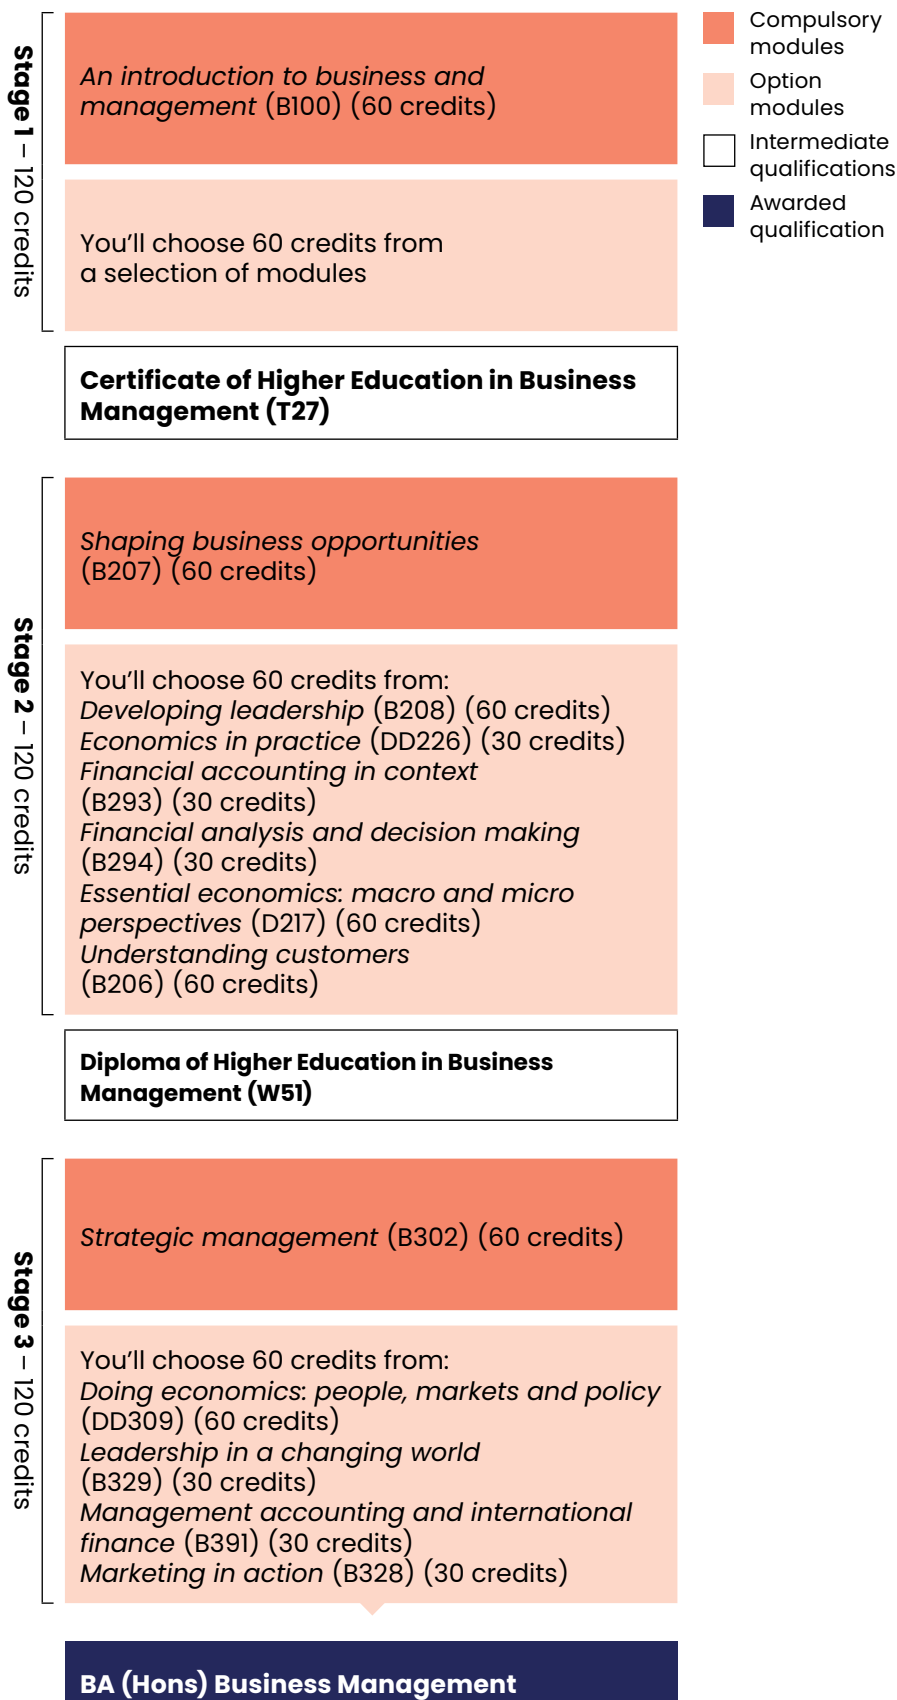 Stage 1 – 120 credits
An introduction to business and
management (B100) (60 credits)
You'll choose 60 credits from
a selection of modules
Compulsory
modules
Option
modules
Intermediate
qualifications
Awarded
qualification
Certificate of Higher Education in Business
Management (T27)
Stage 2 – 120 credits
Shaping business opportunities
(B207) (60 credits)
You'll choose 60 credits from:
Developing leadership (B208) (60 credits)
Economics in practice (DD226) (30 credits)
Financial accounting in context
(B293) (30 credits)
Financial analysis and decision making
(B294) (30 credits)
Essential economics: macro and micro
perspectives (D217) (60 credits)
Understanding customers
(B206) (60 credits)
Diploma of Higher Education in Business
Management (W51)
Stage 3 – 120 credits
Strategic management (B302) (60 credits)
You'll choose 60 credits from:
Doing economics: people, markets and policy
(DD309) (60 credits)
Leadership in a changing world
(B329) (30 credits)
Management accounting and international
finance (B391) (30 credits)
Marketing in action (B328) (30 credits)
BA (Hons) Business Management